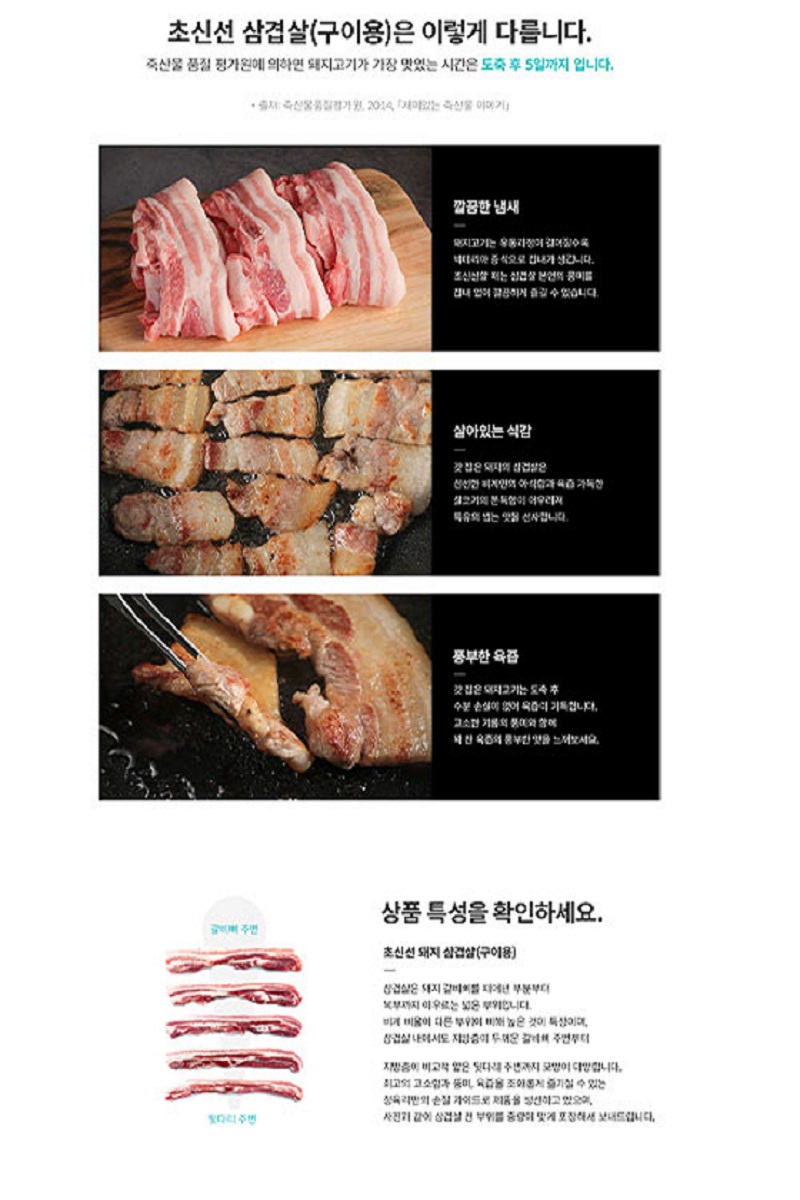 초신선 삼겹살(구이용)은 이렇게 다릅니다.
축산물 품질 평가원에 의하면 돼지고기가 가장 맛있는 시간은 도축 후 5일까지 입니다.
* 출처: 축산물품질평가원, 2014, 「재미있는 축산물 이야기」
깔끔한 냄새
돼지고기는 유통과정이 길어질수록
박테리아 증식으로 잡내가 생깁니다.
초신선할 때는 삼겹살 본연의 풍미를
잡내 없이 깔끔하게 즐길 수 있습니다.
살아있는 식감
갓 잡은 돼지의 삼겹살은
신선한 비계만의 아삭함과 육즙 가득한
살코기의 쫀득함이 어우러져
특유의 씹는 맛을 선사합니다.
풍부한 육즙
갓 잡은 돼지고기는 도축 후
수분 손실이 없어 육즙이 가득합니다.
고소한 기름의 풍미와 함께
꽉 찬 육즙의 풍부한 맛을 느껴보세요.
상품 특성을 확인하세요.
갈비뼈 주변
초신선 돼지 삼겹살(구이용)
삼겹살은 돼지 갈비뼈를 떼어낸 부분부터
복부까지 아우르는 넓은 부위입니다.
비계 비율이 다른 부위에 비해 높은 것이 특징이며,
삼겹살 내에서도 지방층이 두꺼운 갈비뼈 주변부터
지방층이 비교적 얇은 뒷다리 주변까지 모양이 다양합니다.
최고의 고소함과 풍미, 육즙을 조화롭게 즐기실 수 있는
정육각만의 손질 가이드로 제품을 생산하고 있으며,
사진과 같이 삼겹살 전 부위를 중량에 맞게 포장해서 보내드립니다.
뒷다리 주변